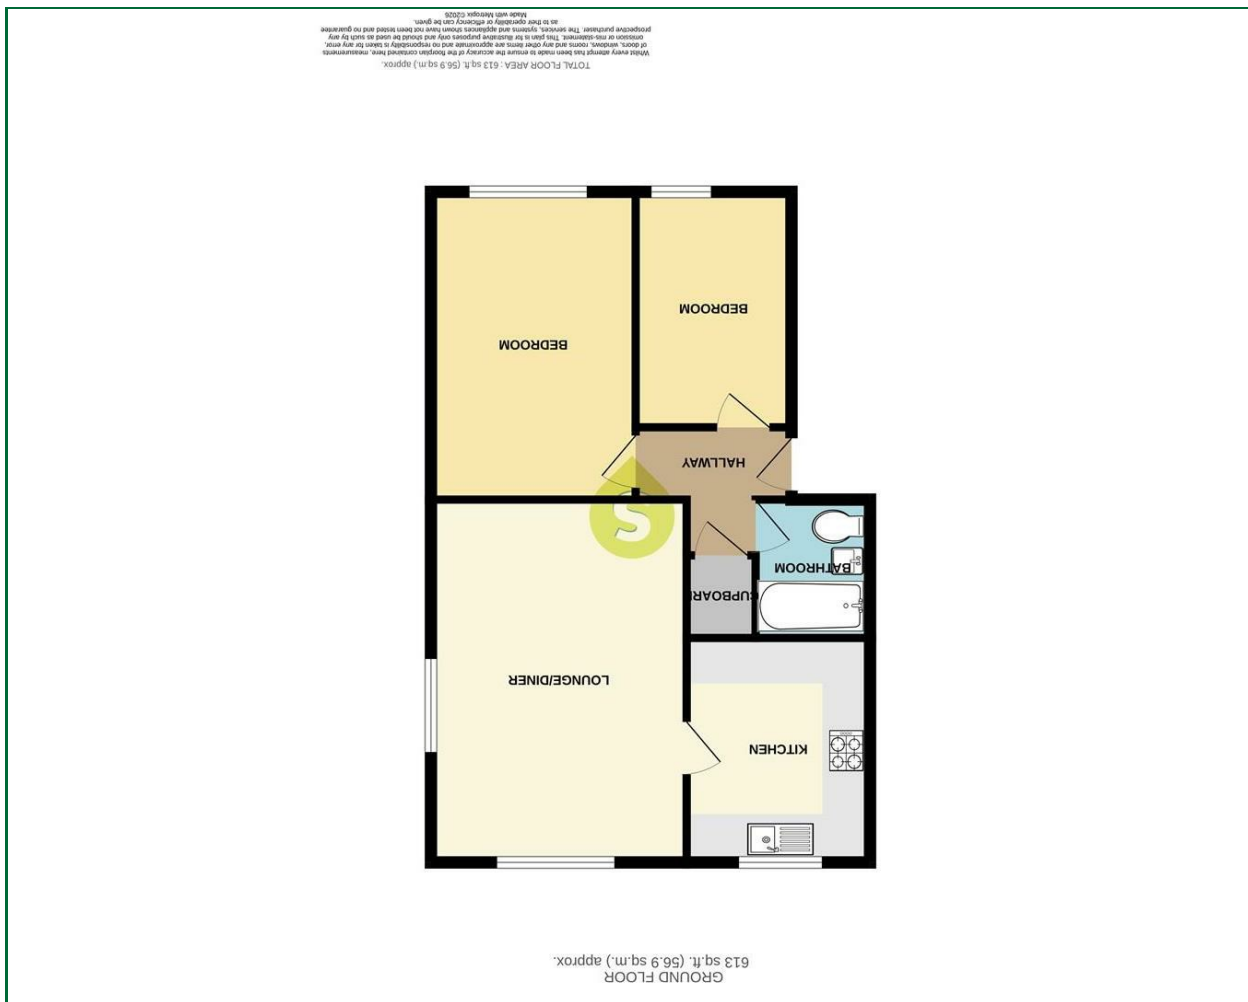 GROUND FLOOR
613 sq.ft. (56.9 sq.m.) approx.
KITCHEN
LOUNGE/DINER
CUPBOARD
BATHROOM
HALLWAY
S
BEDROOM
BEDROOM
TOTAL FLOOR AREA : 613 sq.ft. (56.9 sq.m.) approx.
Whilst every attempt has been made to ensure the accuracy of the floorplan contained here, measurements
of doors, windows, rooms and any other items are approximate and no responsibility is taken for any error,
omission or mis-statement. This plan is for illustrative purposes only and should be used as such by any
prospective purchaser. The services, systems and appliances shown have not been tested and no guarantee
as to their operability or efficiency can be given.
Made with Metropix ©2026